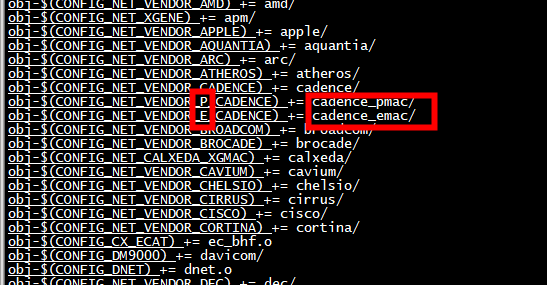 obj-$(CONFIG_NET_VENDOR_AMD) += amd/
obj-$(CONFIG_NET_XGENE) += apm/
obj-$(CONFIG_NET_VENDOR_APPLE) += apple/
obj-$(CONFIG_NET_VENDOR_AQUANTIA) += aquantia/
obj-$(CONFIG_NET_VENDOR_ARC) += arc/
obj-$(CONFIG_NET_VENDOR_ATHEROS) += atheros/
obj-$(CONFIG_NET_VENDOR_CADENCE) += cadence/
obj-$(CONFIG_NET_VENDOR_P_CADENCE) += cadence_pmac/
obj-$(CONFIG_NET_VENDOR_E_CADENCE) += cadence_emac/
obj-$(CONFIG_NET_VENDOR_BROADCOM) += broadcom/
obj-$(CONFIG_NET_VENDOR_BROCADE) += brocade/
obj-$(CONFIG_NET_CALXEDA_XGMAC) += calxeda/
obj-$(CONFIG_NET_VENDOR_CAVIUM) += cavium/
obj-$(CONFIG_NET_VENDOR_CHELSIO) += chelsio/
obj-$(CONFIG_NET_VENDOR_CIRRUS) += cirrus/
obj-$(CONFIG_NET_VENDOR_CISCO) += cisco/
obj-$(CONFIG_NET_VENDOR_CORTINA) += cortina/
obj-$(CONFIG_CX_ECAT) += ec_bhf.o
obj-$(CONFIG_DM9000) += davicom/
obj-$(CONFIG_DNET) += dnet.o
obj-$(CONFIG_NET_VENDOR_DEC) += dec/